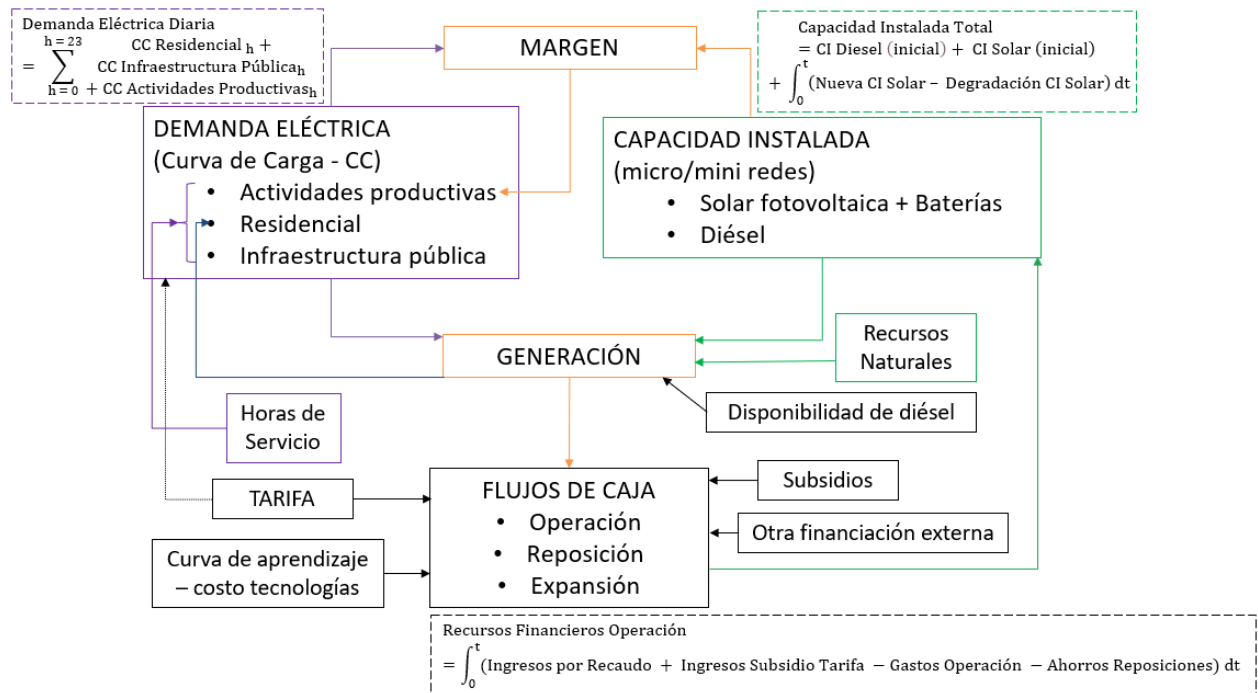 Demanda Eléctrica Diaria
= ∑ h = 23 h = 0 CC Residencial h +
CC Infraestructura Pública h
+ CC Actividades Productivas h
MARGEN
Capacidad Instalada Total
= CI Diesel (inicial) + CI Solar (inicial)
+ ∫ 0 t (Nueva CI Solar − Degradación CI Solar) dt
DEMANDA ELÉCTRICA
(Curva de Carga - CC)
• Actividades productivas
• Residencial
• Infraestructura pública
CAPACIDAD INSTALADA
(micro/mini redes)
• Solar fotovoltaica + Baterías
• Diésel
GENERACIÓN
Recursos
Naturales
Disponibilidad de diésel
Horas de
Servicio
TARIFA
Curva de aprendizaje
– costo tecnologías
FLUJOS DE CAJA
• Operación
• Reposición
• Expansión
Subsidios
Otra financiación externa
Recursos Financieros Operación
= ∫ 0 t (Ingresos por Recaudo + Ingresos Subsidio Tarifa − Gastos Operación − Ahorros Reposiciones) dt